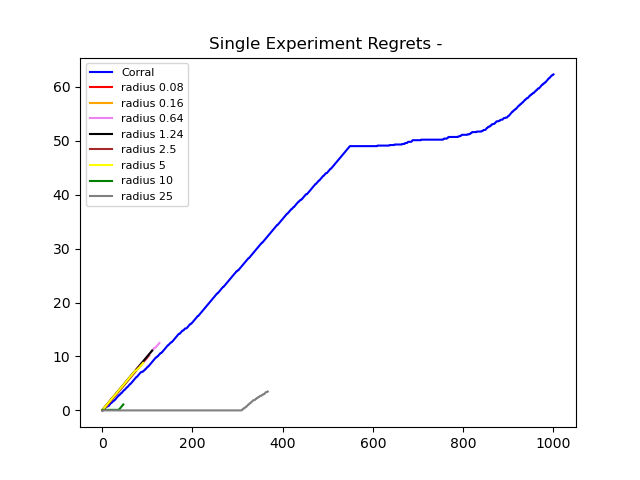 Single Experiment Regrets -
Corral
radius 0.08
radius 0.16
radius 0.64
radius 1.24
radius 2.5
radius 5
radius 10
radius 25
60
50
40
30
20
10
0
0 200 400 600 800 1000